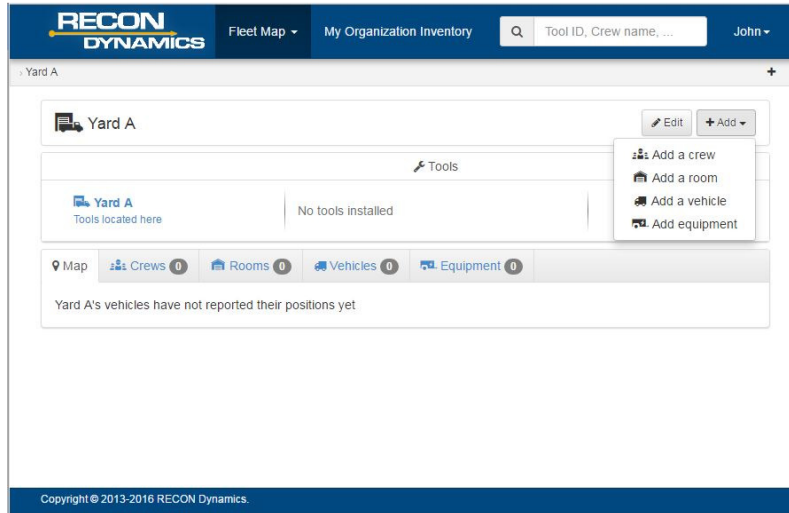 RECON
DYNAMICS
Fleet Map
My Organization Inventory
Tool ID, Crew name, ...
John
› Yard A
+
Yard A
Edit
+ Add
Add a crew
Add a room
Add a vehicle
Add equipment
Tools
Yard A
Tools located here
No tools installed
Map
Crews 0
Rooms 0
Vehicles 0
Equipment 0
Yard A's vehicles have not reported their positions yet
Copyright © 2013-2016 RECON Dynamics.